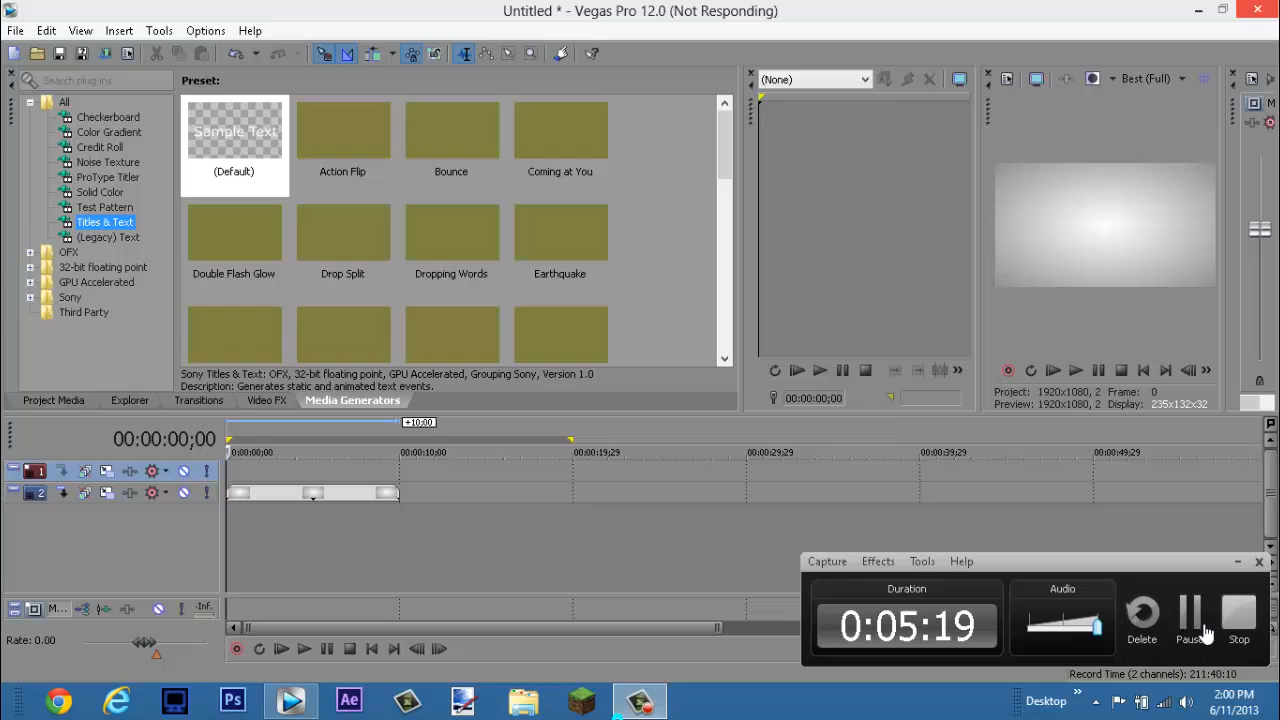 Untitled * - Vegas Pro 12.0 (Not Responding)
File Edit View Insert Tools Options Help
Search plug-ins
Preset:
(None)
Best (Full)
All
Checkerboard
Color Gradient
Credit Roll
Noise Texture
ProType Titler
Solid Color
Test Pattern
Titles & Text
(Legacy) Text
OFX
32-bit floating point
GPU Accelerated
Sony
Third Party
Sample Text
(Default) Action Flip Bounce Coming at You
Double Flash Glow Drop Split Dropping Words Earthquake
Sony Titles & Text: OFX, 32-bit floating point, GPU Accelerated, Grouping Sony, Version 1.0
Description: Generates static and animated text events.
Project Media Explorer Transitions Video FX Media Generators
00:00:00;00
Project: 1920x1080, 2 Frame: 0
Preview: 1920x1080, 2 Display: 235x132x32
M
+10;00
00:00:00;00
0:00:00;00 00:00:10;00 00:00:19;29 00:00:29;29 00:00:39;29 00:00:49;29
1
2
M... -Inf.
Rate: 0.00
Capture Effects Tools Help
Duration
0:05:19
Audio
Delete Pause Stop
Record Time (2 channels): 211:40:10
Ps Ae
Desktop
2:00 PM
6/11/2013